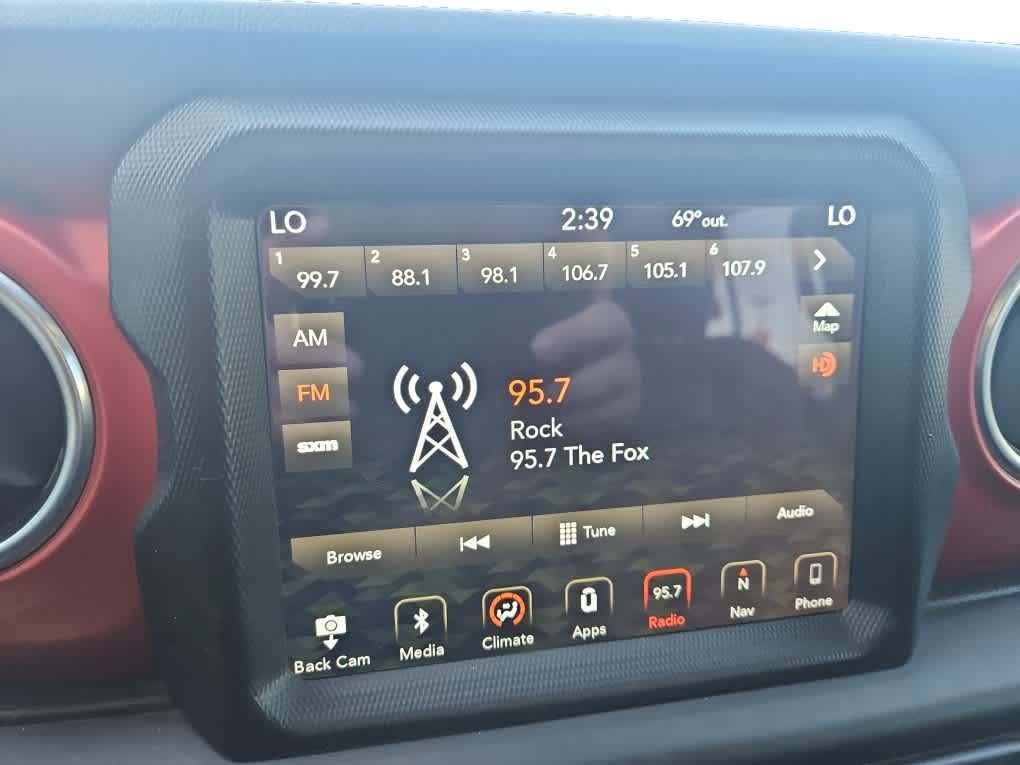 LO 2:39 69°out. LO
1 99.7 2 88.1 3 98.1 4 106.7 5 105.1 6 107.9
Map
AM
HD
FM
95.7
Rock
sxm
95.7 The Fox
Browse Tune Audio
95.7 N
Back Cam Media Climate Apps Radio Nav Phone